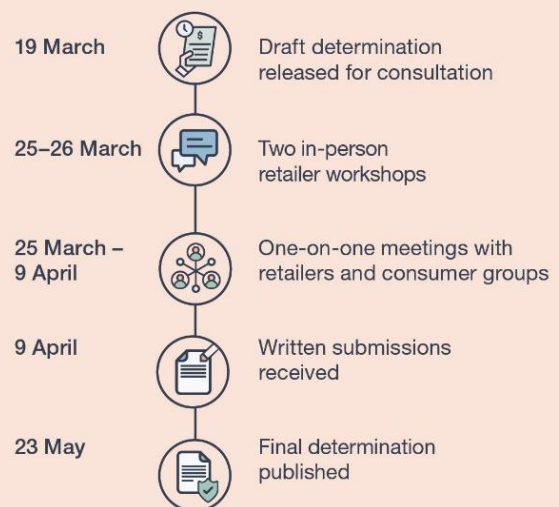 19 March
Draft determination
released for consultation
25–26 March
Two in-person
retailer workshops
25 March –
9 April
One-on-one meetings with
retailers and consumer groups
9 April
Written submissions
received
23 May
Final determination
published
$